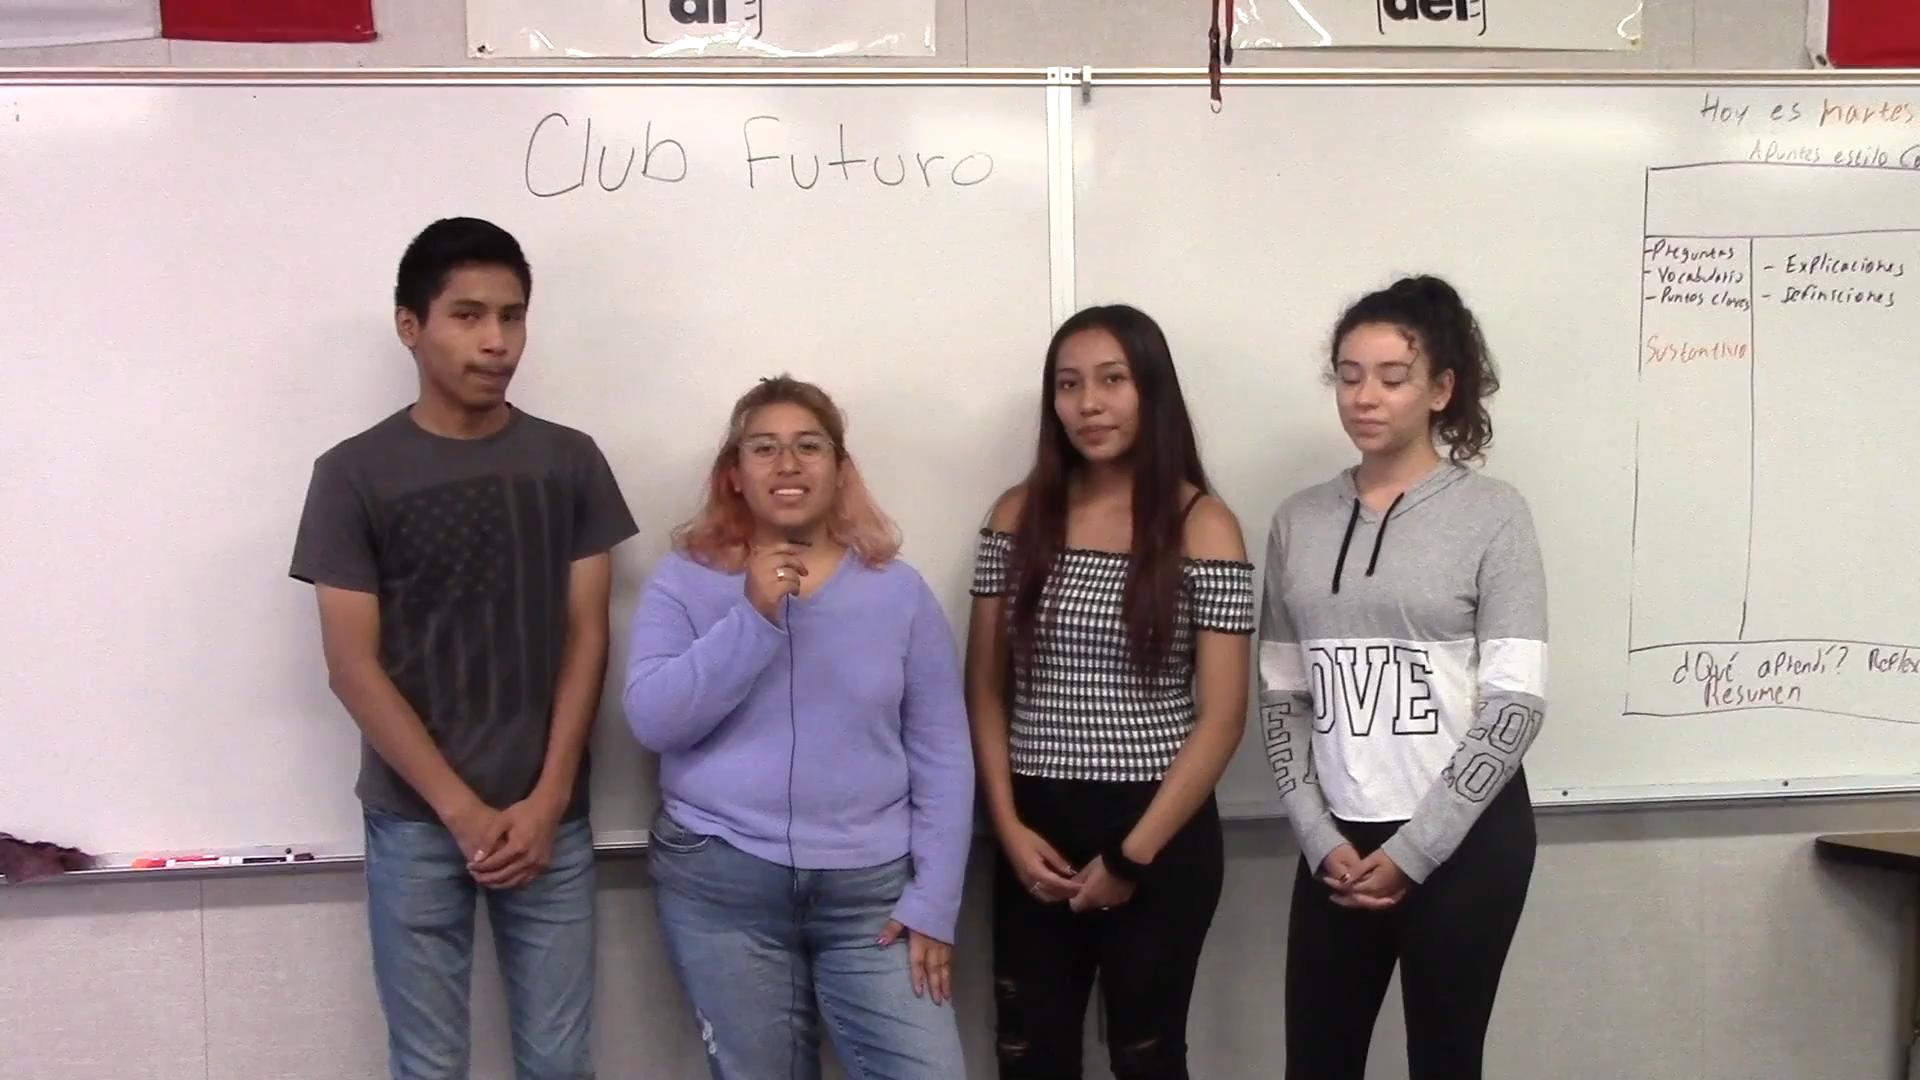 al
del
Club Futuro
Hoy es Martes
Apuntes estilo
-Preguntas
- Vocabulario
- Puntos claves
Sustantivo
- Explicaciones
- Definiciones
¿Qué aprendí?
Resumen
OVE